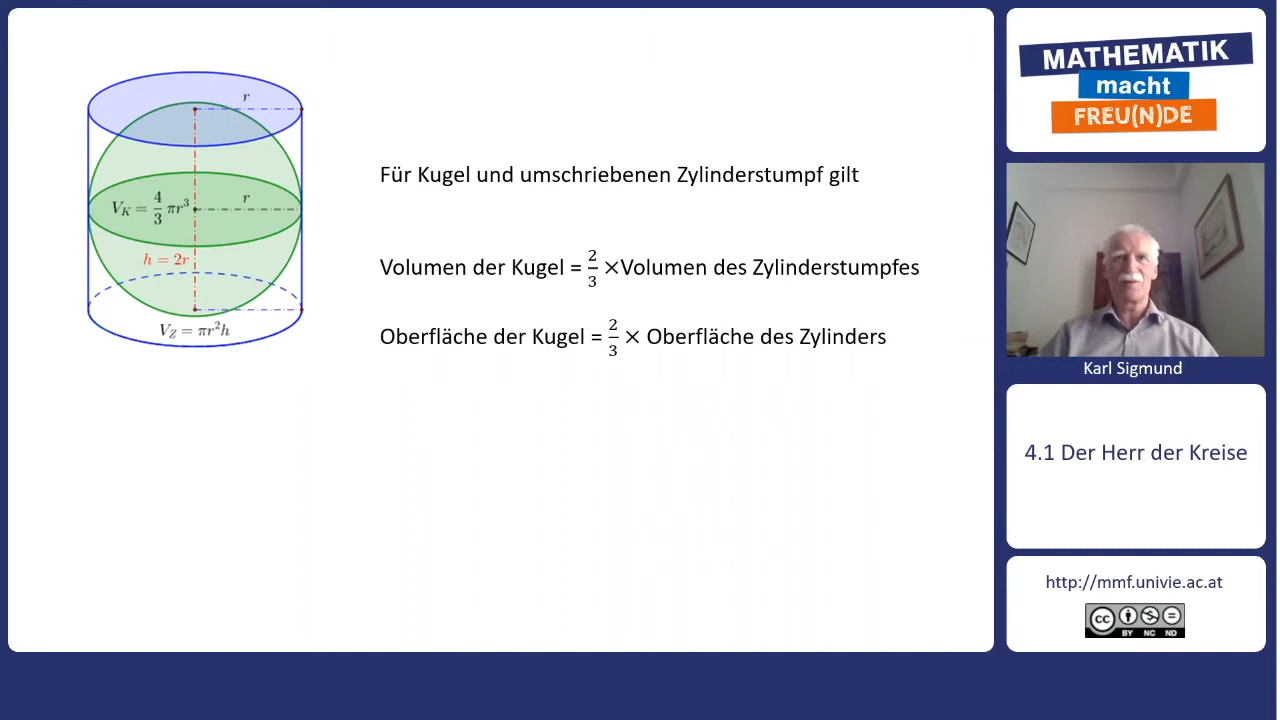 r
V_K = 4/3 πr³
r
h = 2r
V_Z = πr²h
Für Kugel und umschriebenen Zylinderstumpf gilt
Volumen der Kugel = 2/3 ×Volumen des Zylinderstumpfes
Oberfläche der Kugel = 2/3 × Oberfläche des Zylinders
MATHEMATIK
macht
FREU(N)DE
Karl Sigmund
4.1 Der Herr der Kreise
http://mmf.univie.ac.at
cc
BY NC ND